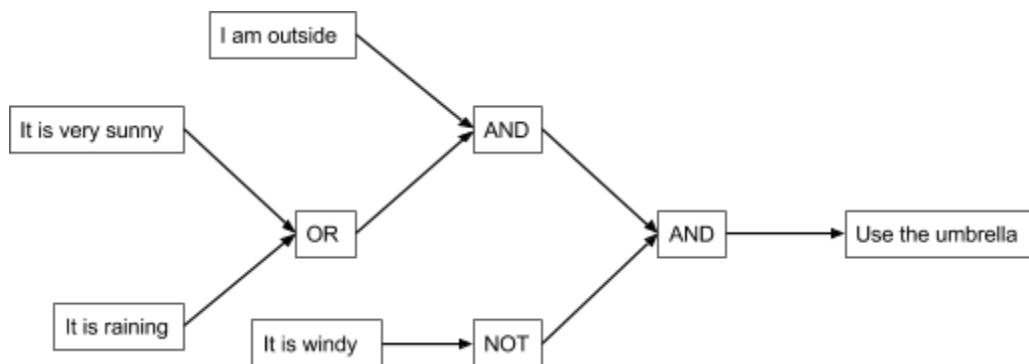 I am outside
It is very sunny
AND
OR
AND
Use the umbrella
It is raining
It is windy
NOT